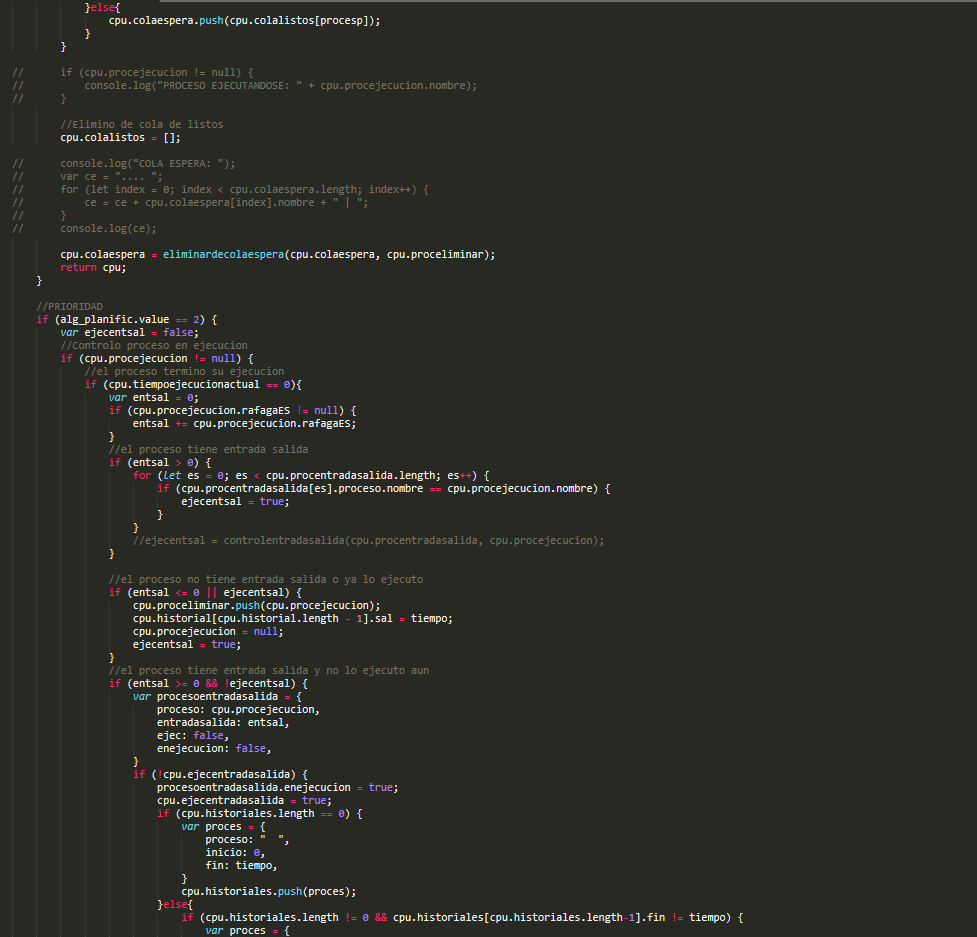 }else{
cpu.colaespera.push(cpu.colalistos[procesp]);
}
}
//      if (cpu.procejecucion != null) {
//          console.log("PROCESO EJECUTANDOSE: " + cpu.procejecucion.nombre);
//      }
//Elimino de cola de listos
cpu.colalistos = [];
//      console.log("COLA ESPERA: ");
//      var ce = ".... ";
//      for (let index = 0; index < cpu.colaespera.length; index++) {
//          ce = ce + cpu.colaespera[index].nombre + " | ";
//      }
//      console.log(ce);
cpu.colaespera = eliminardecolaespera(cpu.colaespera, cpu.proceliminar);
return cpu;
}
//PRIORIDAD
if (alg_planific.value == 2) {
var ejecentsal = false;
//Controlo proceso en ejecucion
if (cpu.procejecucion != null) {
//el proceso termino su ejecucion
if (cpu.tiempoejecucionactual == 0){
var entsal = 0;
if (cpu.procejecucion.rafagaES != null) {
entsal += cpu.procejecucion.rafagaES;
}
//el proceso tiene entrada salida
if (entsal > 0) {
for (let es = 0; es < cpu.procentradasalida.length; es++) {
if (cpu.procentradasalida[es].proceso.nombre == cpu.procejecucion.nombre) {
ejecentsal = true;
}
}
//ejecentsal = controlentradasalida(cpu.procentradasalida, cpu.procejecucion);
}
//el proceso no tiene entrada salida o ya lo ejecuto
if (entsal <= 0 || ejecentsal) {
cpu.proceliminar.push(cpu.procejecucion);
cpu.historial[cpu.historial.length - 1].sal = tiempo;
cpu.procejecucion = null;
ejecentsal = true;
}
//el proceso tiene entrada salida y no lo ejecuto aun
if (entsal >= 0 && !ejecentsal) {
var procesoentradasalida = {
proceso: cpu.procejecucion,
entradasalida: entsal,
ejec: false,
enejecucion: false,
}
if (!cpu.ejecentradasalida) {
procesoentradasalida.enejecucion = true;
cpu.ejecentradasalida = true;
if (cpu.historiales.length == 0) {
var proces = {
proceso: "  ",
inicio: 0,
fin: tiempo,
}
cpu.historiales.push(proces);
}else{
if (cpu.historiales.length != 0 && cpu.historiales[cpu.historiales.length-1].fin != tiempo) {
var proces = {